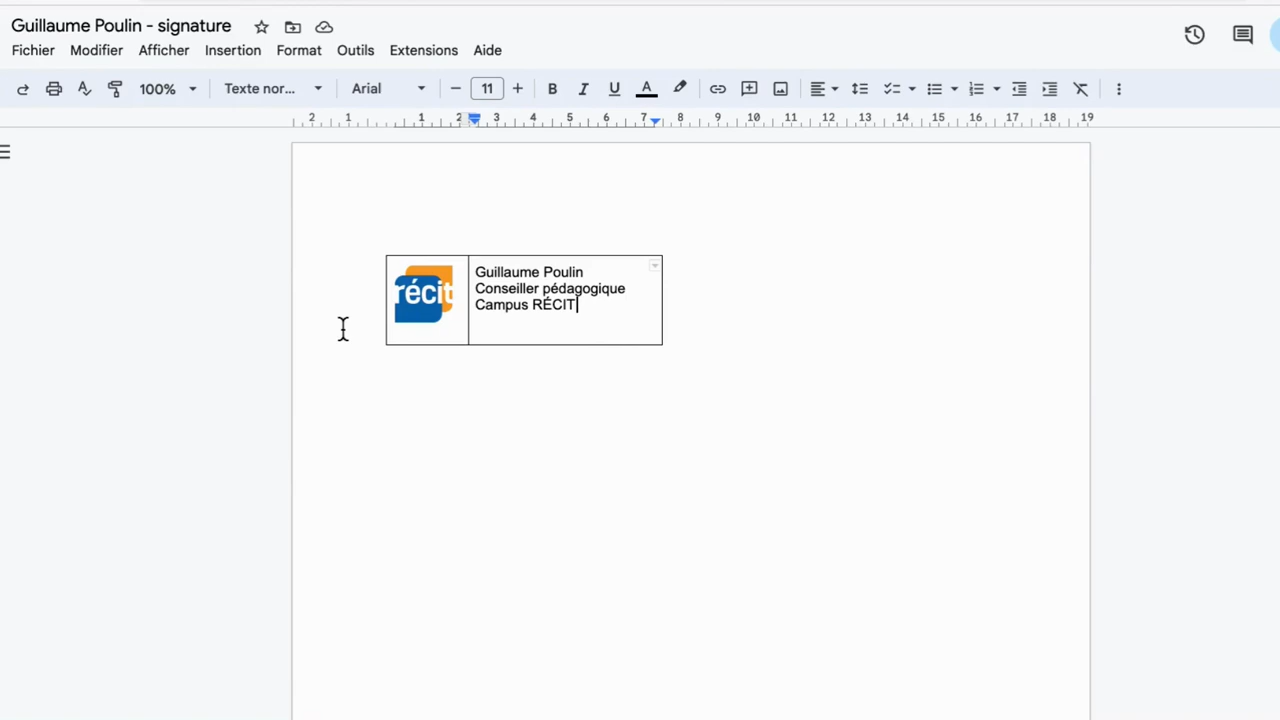 Guillaume Poulin - signature
Fichier Modifier Afficher Insertion Format Outils Extensions Aide
100% Texte nor... Arial 11 B I U A
2 1 1 2 3 4 5 6 7 8 9 10 11 12 13 14 15 16 17 18 19
récit
Guillaume Poulin
Conseiller pédagogique
Campus RÉCIT